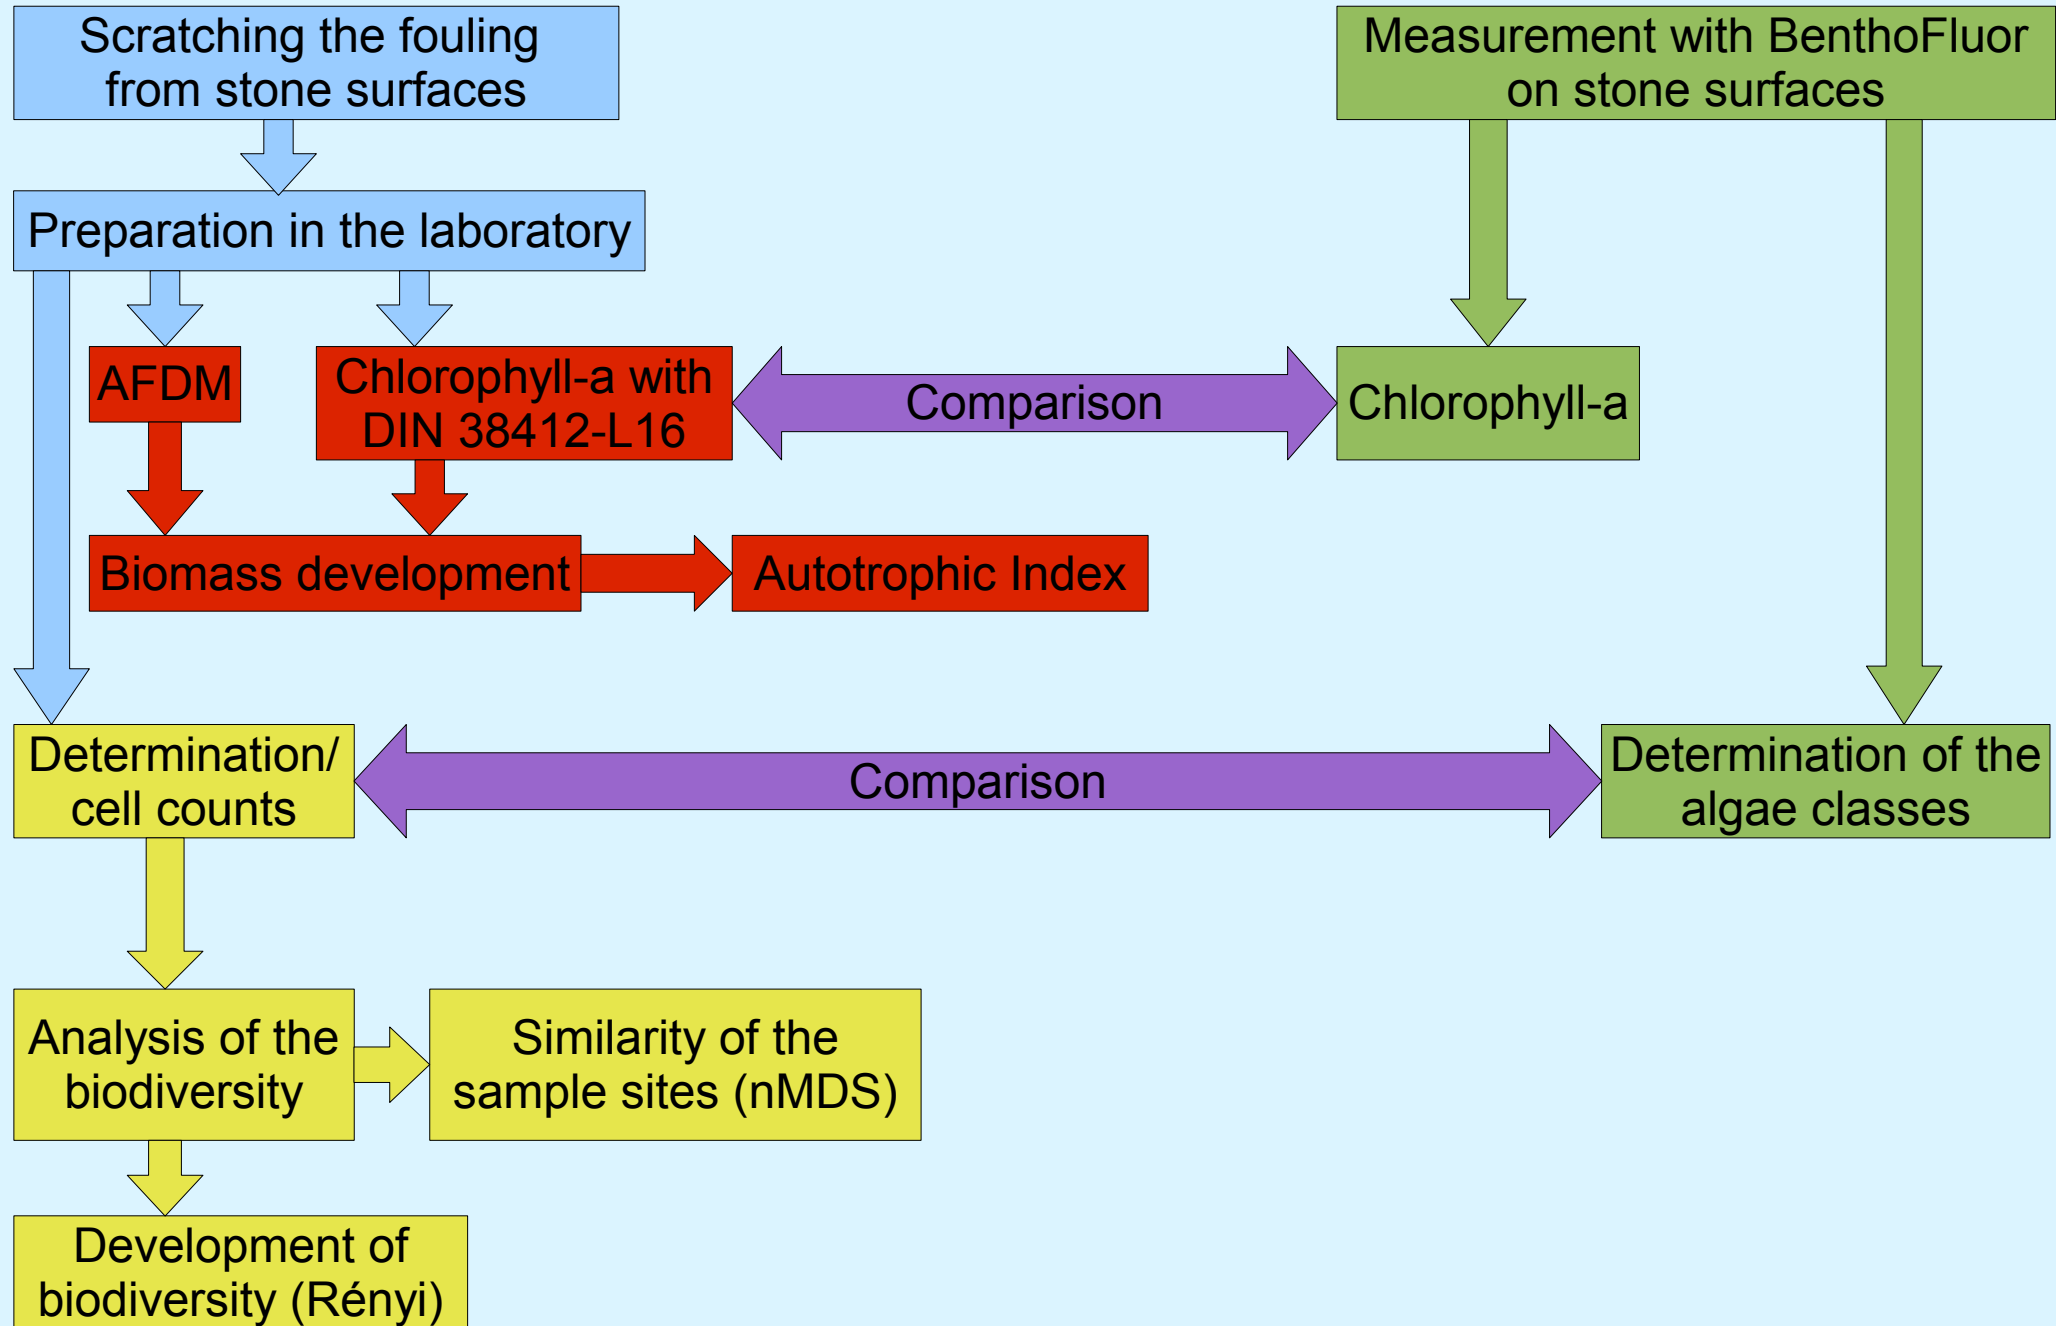 Scratching the fouling
from stone surfaces
Measurement with BenthoFluor
on stone surfaces
Preparation in the laboratory
AFDM
Chlorophyll-a with
DIN 38412-L16
Comparison
Chlorophyll-a
Biomass development
Autotrophic Index
Determination/
cell counts
Comparison
Determination of the
algae classes
Analysis of the
biodiversity
Similarity of the
sample sites (nMDS)
Development of
biodiversity (Rényi)